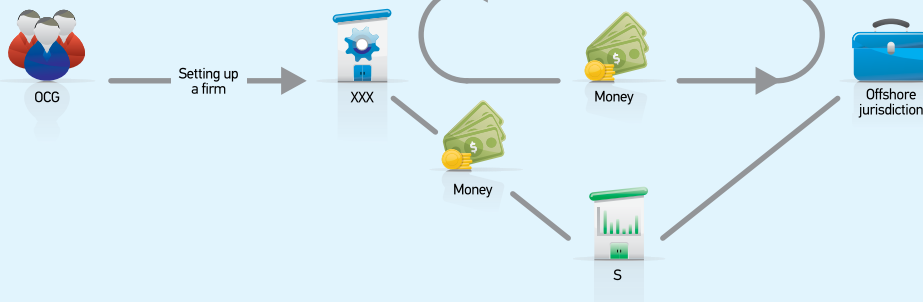 Setting up
a firm
OCG
XXX
Money
Offshore
jurisdiction
Money
S